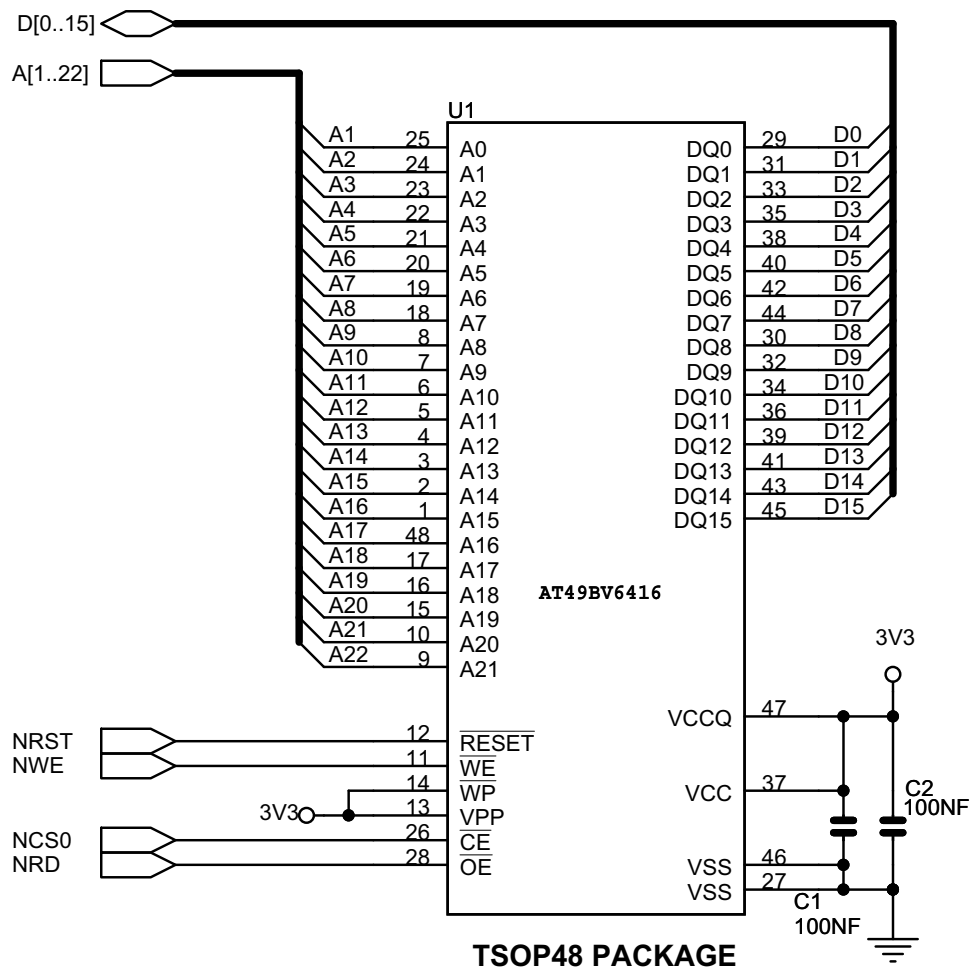 D[0..15]
A[1..22]
U1
A1 25 A0 DQ0 29 D0
A2 24 A1 DQ1 31 D1
A3 23 A2 DQ2 33 D2
A4 22 A3 DQ3 35 D3
A5 21 A4 DQ4 38 D4
A6 20 A5 DQ5 40 D5
A7 19 A6 DQ6 42 D6
A8 18 A7 DQ7 44 D7
A9 8 A8 DQ8 30 D8
A10 7 A9 DQ9 32 D9
A11 6 A10 DQ10 34 D10
A12 5 A11 DQ11 36 D11
A13 4 A12 DQ12 39 D12
A14 3 A13 DQ13 41 D13
A15 2 A14 DQ14 43 D14
A16 1 A15 DQ15 45 D15
A17 48 A16
A18 17 A17
A19 16 A18
AT49BV6416
A20 15 A19
A21 10 A20
A22 9 A21
3V3
VCCQ 47
NRST 12 RESET
NWE 11 WE
14 WP
VCC 37
C2
100NF
3V3 13 VPP
NCS0 26 CE
NRD 28 OE
VSS 46
VSS 27
C1
100NF
TSOP48 PACKAGE